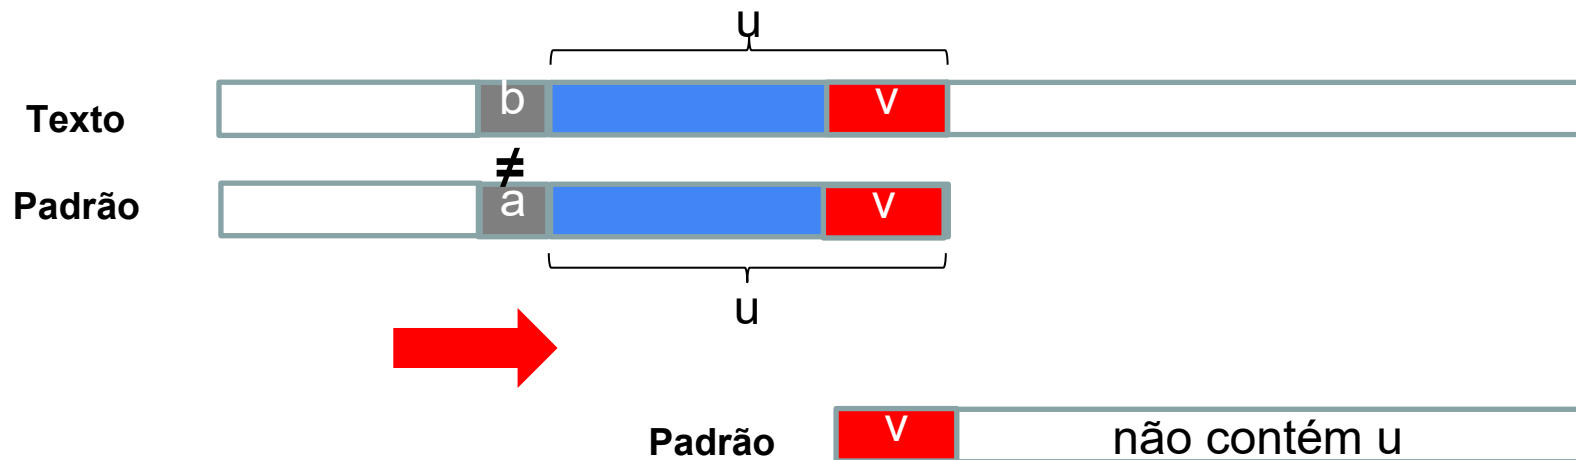 u
Texto b v
≠
Padrão a v
u
Padrão v não contém u